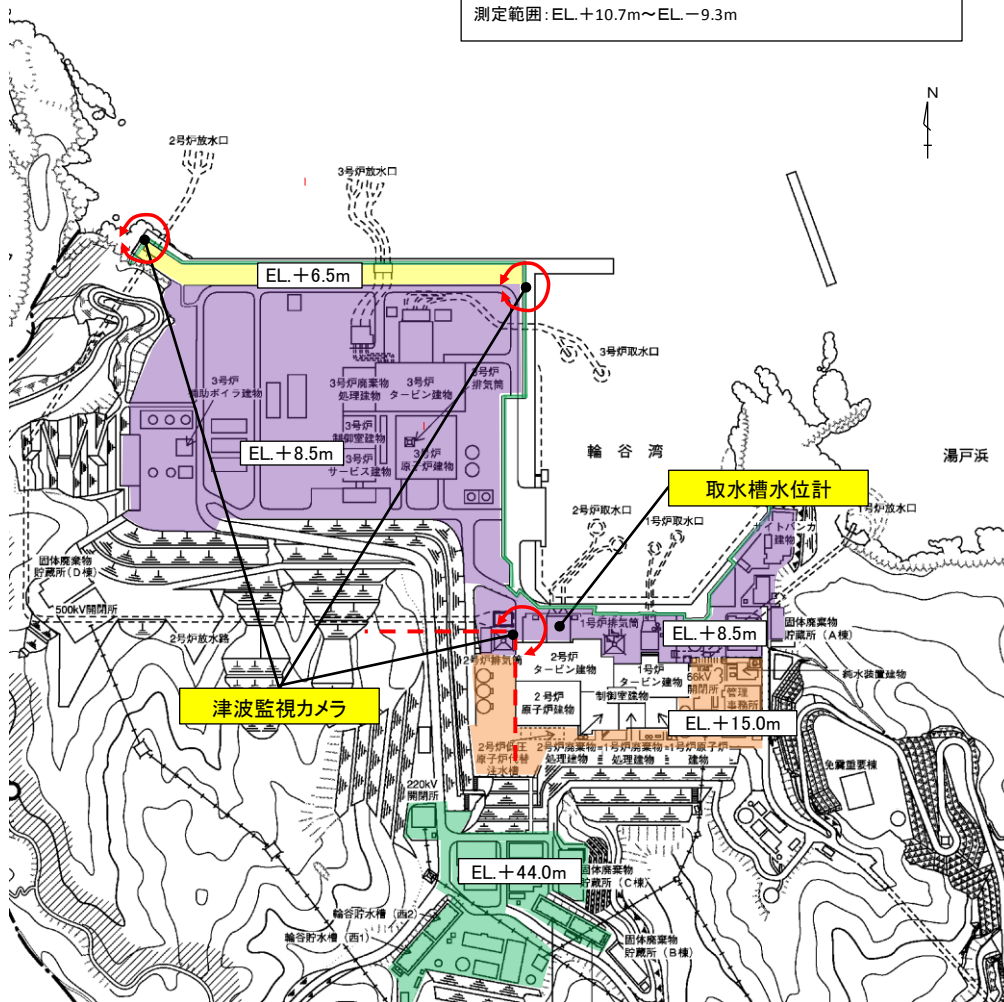 測定範囲:EL.+10.7m～EL.－9.3m
N
2号炉放水口
3号炉放水口
EL.+6.5m
3号炉取水口
3号炉
補助ボイラ建物
3号炉廃棄物
処理建物
3号炉
タービン建物
3号炉
排気筒
3号炉
制御室建物
EL.+8.5m
3号炉
サービス建物
3号炉
原子炉建物
輪谷湾
湯戸浜
取水槽水位計
2号炉取水口
1号炉取水口
1号炉放水口
サイトバンカ
建物
固体廃棄物
貯蔵所(D棟)
500kV開閉所
2号炉放水路
1号炉排気筒
EL.+8.5m
固体廃棄物
貯蔵所(A棟)
2号炉排気筒
2号炉
タービン建物
1号炉
タービン建物
66kV
開閉所
純水装置建物
津波監視カメラ
2号炉
原子炉建物
制御室建物
管理
事務所
EL.+15.0m
2号炉低圧
原子炉代替
注水槽
2号炉廃棄物
処理建物
1号炉廃棄物
処理建物
1号炉原子炉
建物
免震重要棟
220kV
開閉所
EL.+44.0m
固体廃棄物
貯蔵所(C棟)
輪谷貯水槽(西2)
輪谷貯水槽(西1)
固体廃棄物
貯蔵所(B棟)